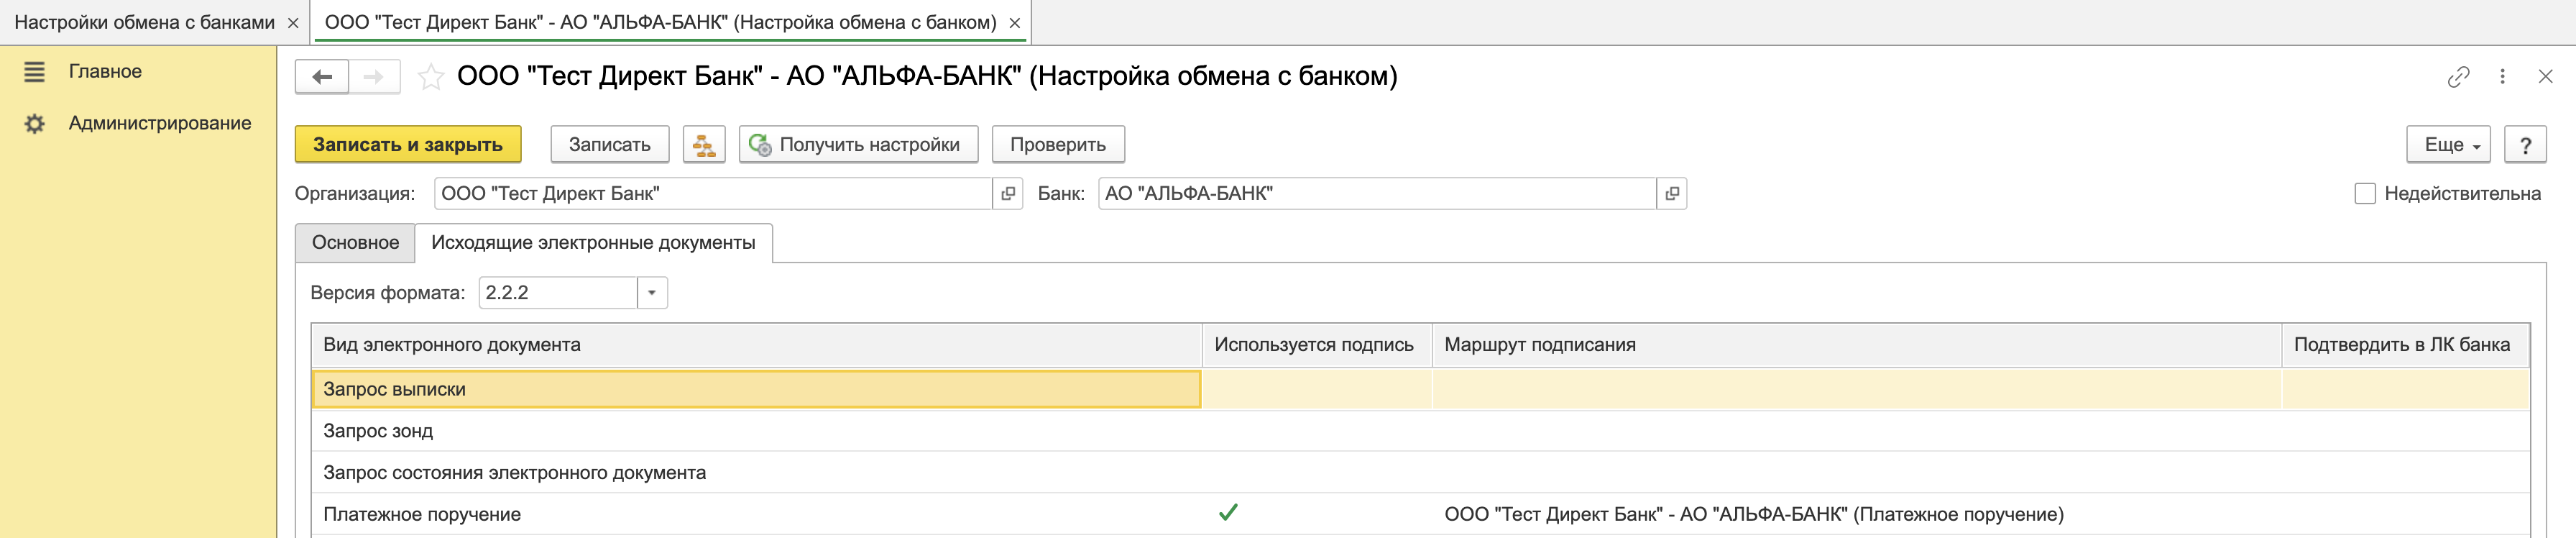 Настройки обмена с банками × ООО "Тест Директ Банк" - АО "АЛЬФА-БАНК" (Настройка обмена с банком) ×
Главное
Администрирование
ООО "Тест Директ Банк" - АО "АЛЬФА-БАНК" (Настройка обмена с банком)
Записать и закрыть Записать Получить настройки Проверить Еще ?
Организация: ООО "Тест Директ Банк" Банк: АО "АЛЬФА-БАНК" Недействительна
Основное Исходящие электронные документы
Версия формата: 2.2.2
Вид электронного документа Используется подпись Маршрут подписания Подтвердить в ЛК банка
Запрос выписки
Запрос зонд
Запрос состояния электронного документа
Платежное поручение ООО "Тест Директ Банк" - АО "АЛЬФА-БАНК" (Платежное поручение)